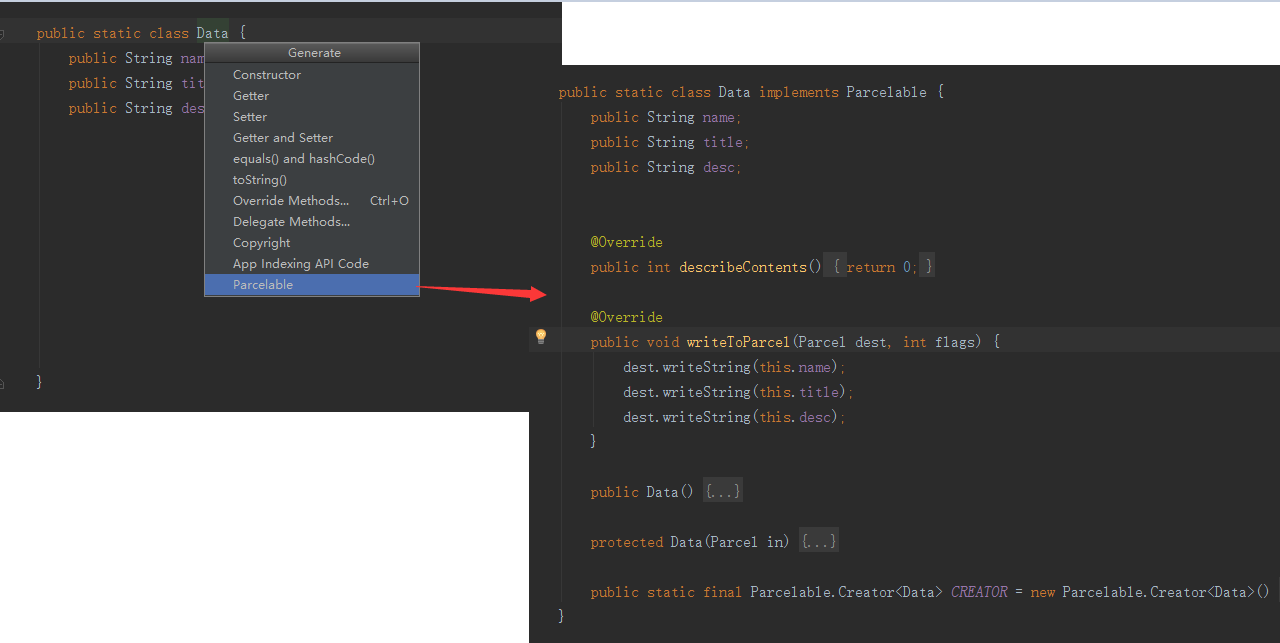 public static class Data {
public String nam
public String tit
public String des
}
Generate
Constructor
Getter
Setter
Getter and Setter
equals() and hashCode()
toString()
Override Methods... Ctrl+O
Delegate Methods...
Copyright
App Indexing API Code
Parcelable
public static class Data implements Parcelable {
public String name;
public String title;
public String desc;
@Override
public int describeContents() { return 0; }
@Override
public void writeToParcel(Parcel dest, int flags) {
dest.writeString(this.name);
dest.writeString(this.title);
dest.writeString(this.desc);
}
public Data() {...}
protected Data(Parcel in) {...}
public static final Parcelable.Creator<Data> CREATOR = new Parcelable.Creator<Data>()
}